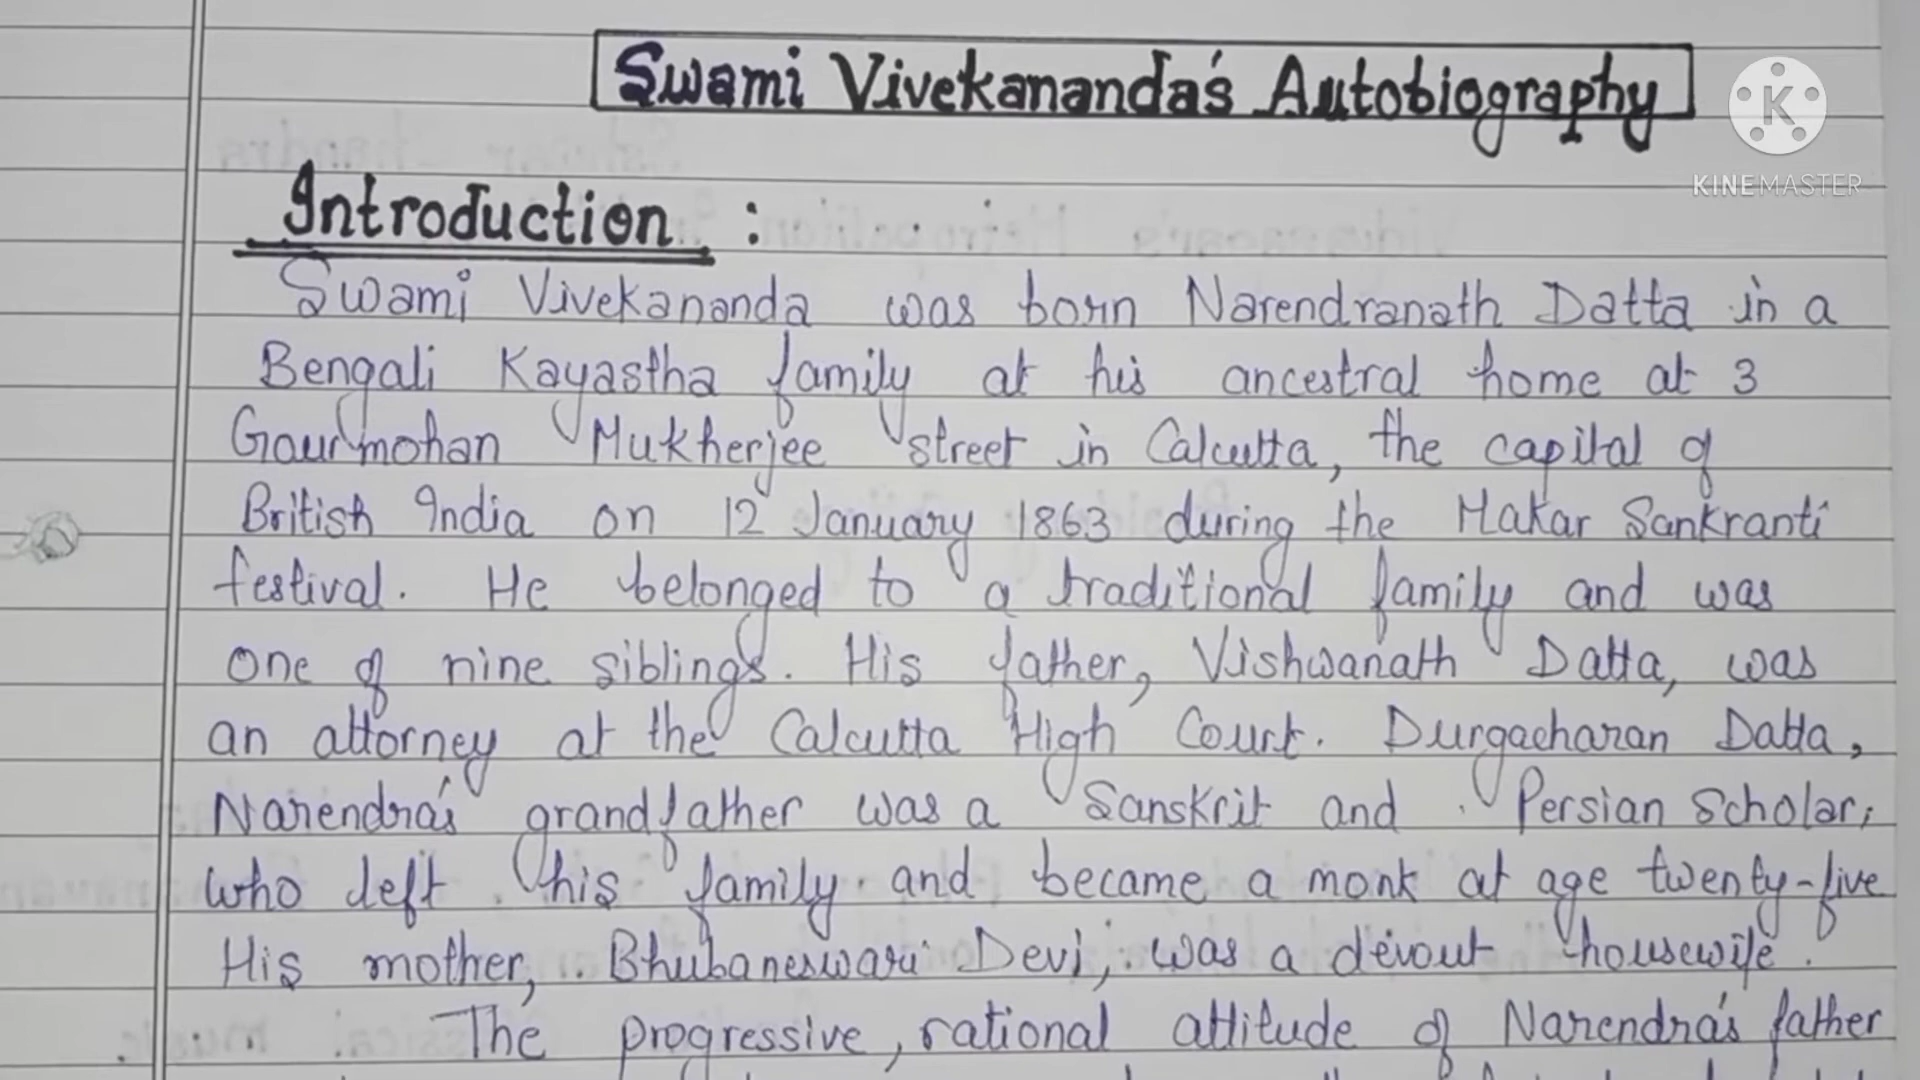 Swami Vivekananda's Autobiography
KINEMASTER
Introduction :
Swami Vivekananda was born Narendranath Datta in a
Bengali Kayastha family at his ancestral home at 3
Gourmohan Mukherjee street in Calcutta, the capital of
British India on 12 January 1863 during the Makar Sankranti
festival. He belonged to a traditional family and was
one of nine siblings. His father, Vishwanath Datta, was
an attorney at the Calcutta High Court. Durgacharan Datta,
Narendra's grandfather was a Sanskrit and Persian Scholar,
who left his family and became a monk at age twenty-five
His mother, Bhubaneswari Devi, was a devout housewife.
The progressive, rational attitude of Narendra's father